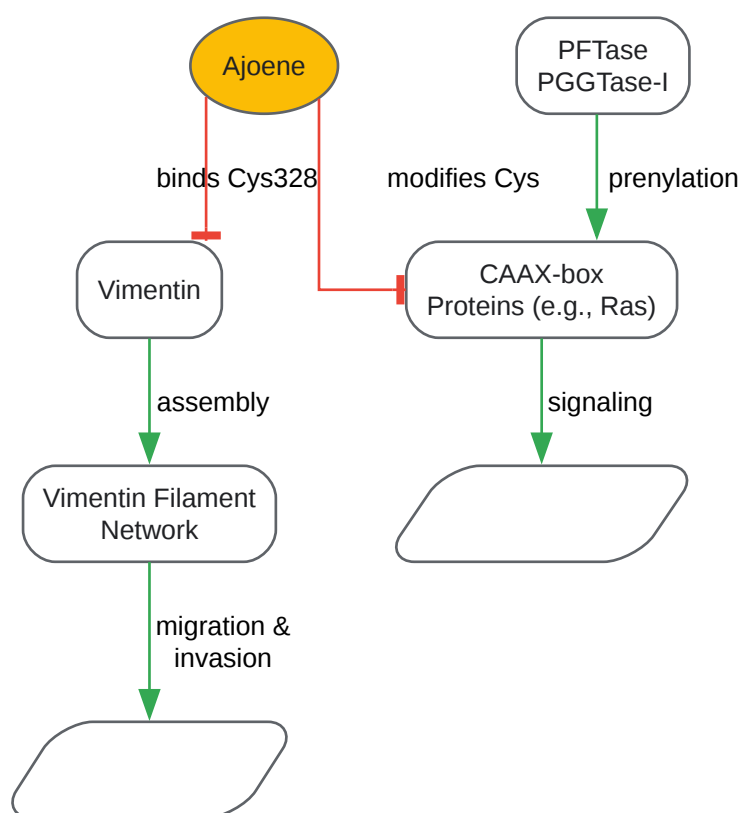 Ajoene
PFTase
PGGTase-I
binds Cys328
modifies Cys
prenylation
Vimentin
CAAX-box
Proteins (e.g., Ras)
assembly
signaling
Vimentin Filament
Network
migration &
invasion